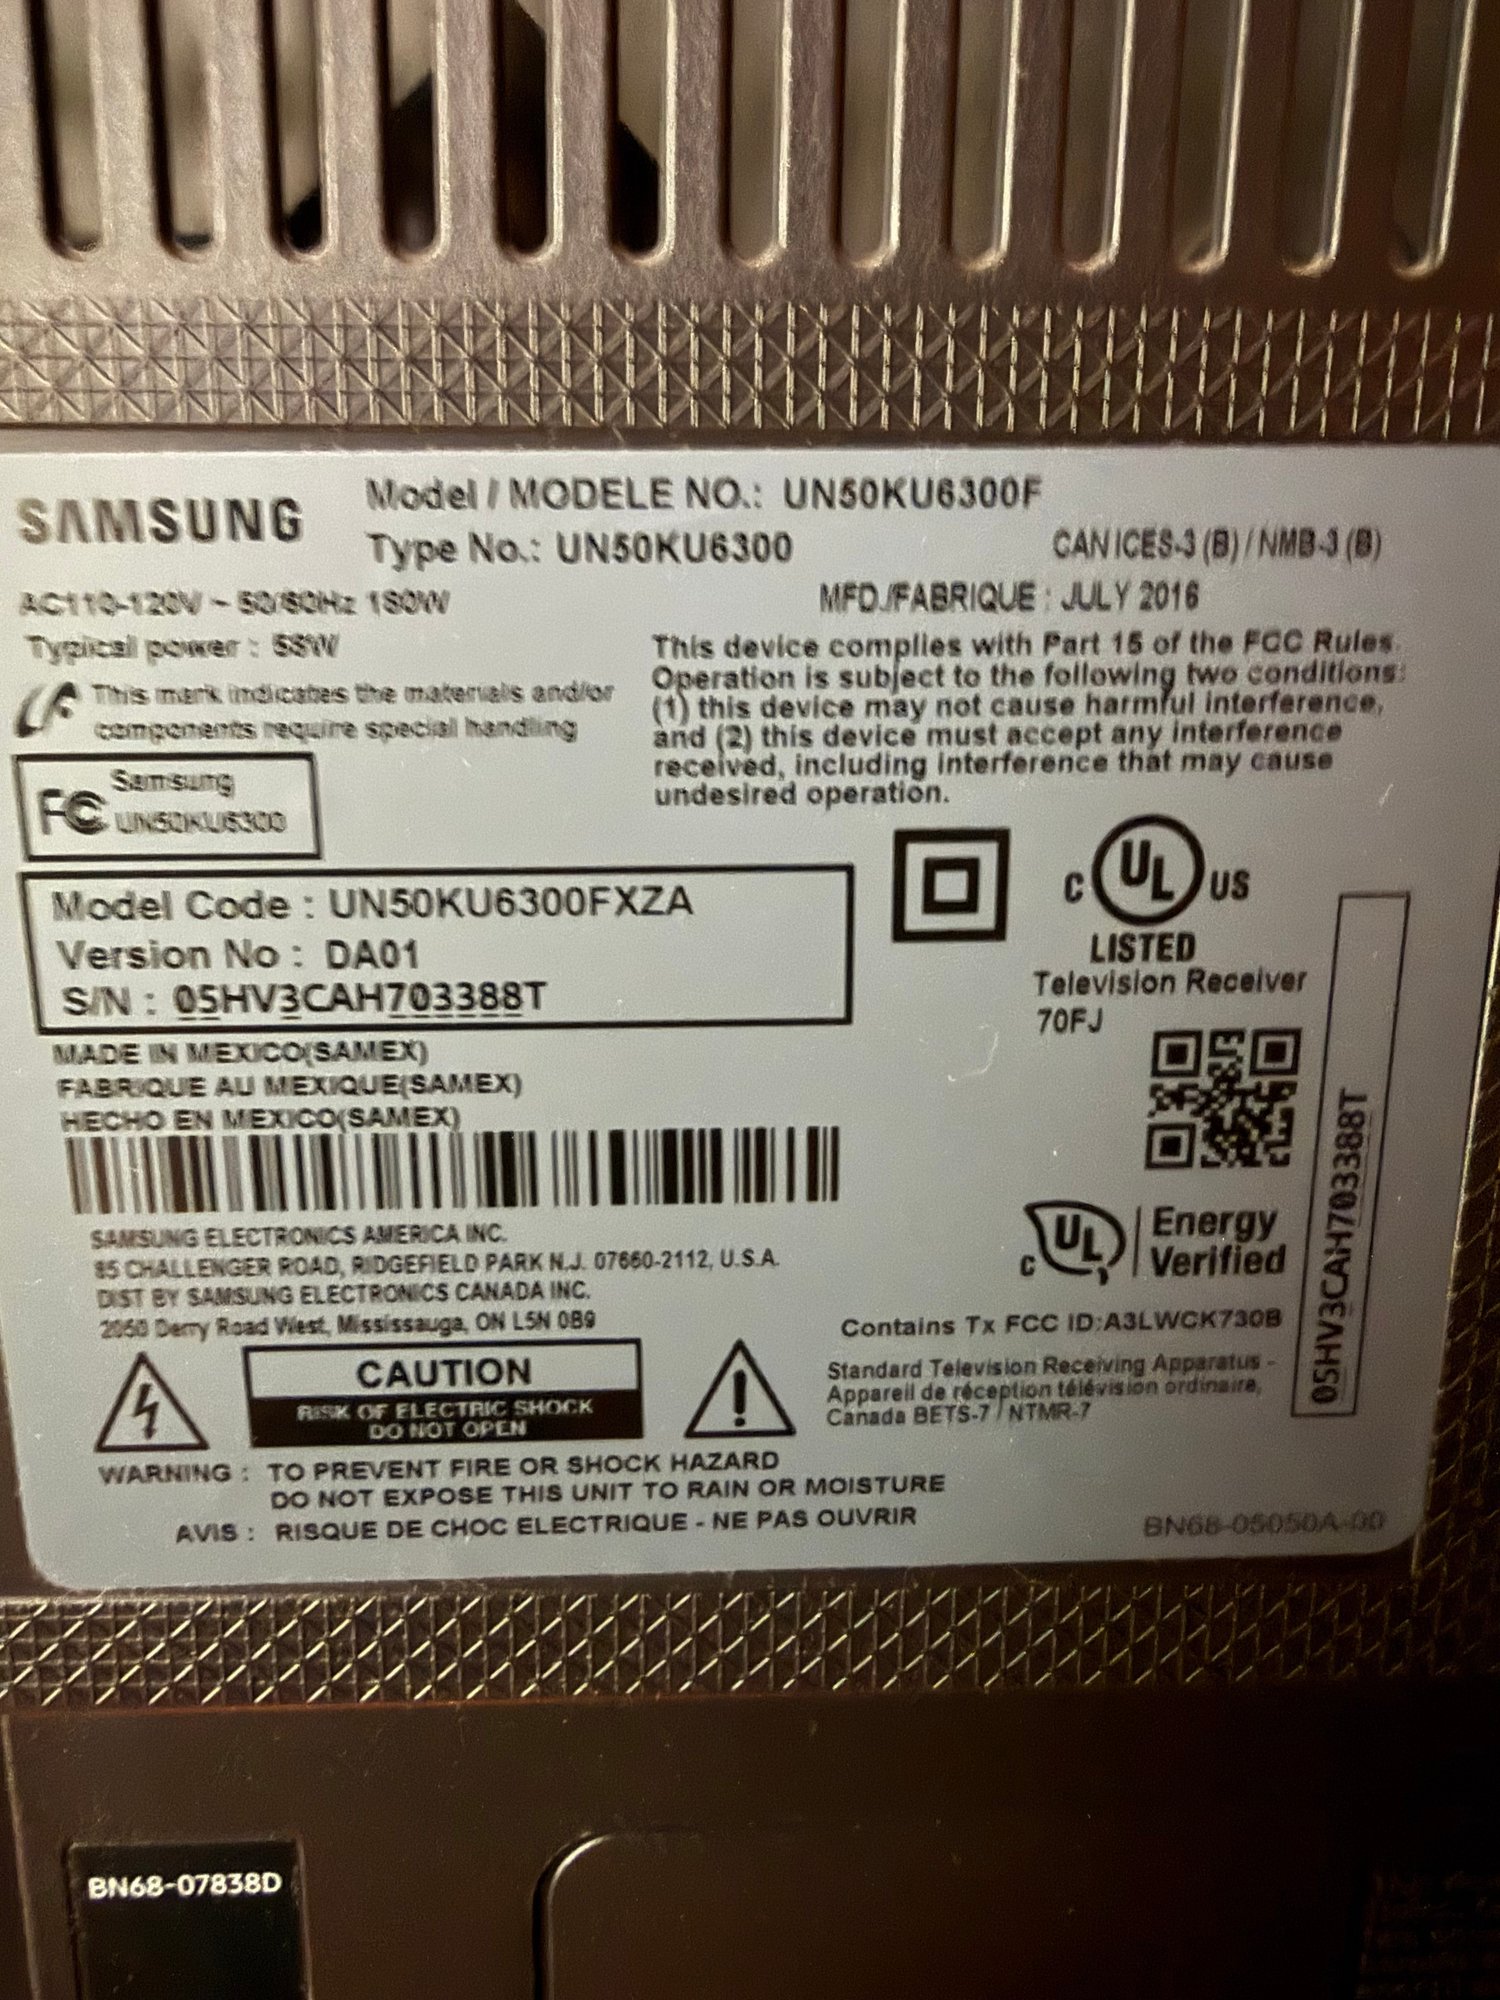 SAMSUNG
Model / MODELE NO.: UN50KU6300F
Type No.: UN50KU6300
CAN ICES-3 (B) / NMB-3 (B)
AC110-120V ~ 50/60Hz 180W
MFD./FABRIQUE : JULY 2016
Typical power : 58W
This mark indicates the materials and/or
components require special handling
This device complies with Part 15 of the FCC Rules.
Operation is subject to the following two conditions:
(1) this device may not cause harmful interference,
and (2) this device must accept any interference
received, including interference that may cause
undesired operation.
FC Samsung
UN50KU6300
Model Code : UN50KU6300FXZA
Version No : DA01
S/N : 05HV3CAH703388T
C UL US
LISTED
Television Receiver
70FJ
MADE IN MEXICO(SAMEX)
FABRIQUE AU MEXIQUE(SAMEX)
HECHO EN MEXICO(SAMEX)
05HV3CAH703388T
SAMSUNG ELECTRONICS AMERICA INC.
85 CHALLENGER ROAD, RIDGEFIELD PARK N.J. 07660-2112, U.S.A.
DIST BY SAMSUNG ELECTRONICS CANADA INC.
2050 Derry Road West, Mississauga, ON L5N 0B9
C UL Energy
Verified
Contains Tx FCC ID:A3LWCK730B
Standard Television Receiving Apparatus -
Appareil de réception télévision ordinaire,
Canada BETS-7 / NTMR-7
CAUTION
RISK OF ELECTRIC SHOCK
DO NOT OPEN
WARNING : TO PREVENT FIRE OR SHOCK HAZARD
DO NOT EXPOSE THIS UNIT TO RAIN OR MOISTURE
AVIS : RISQUE DE CHOC ELECTRIQUE - NE PAS OUVRIR
BN68-05050A-00
BN68-07838D